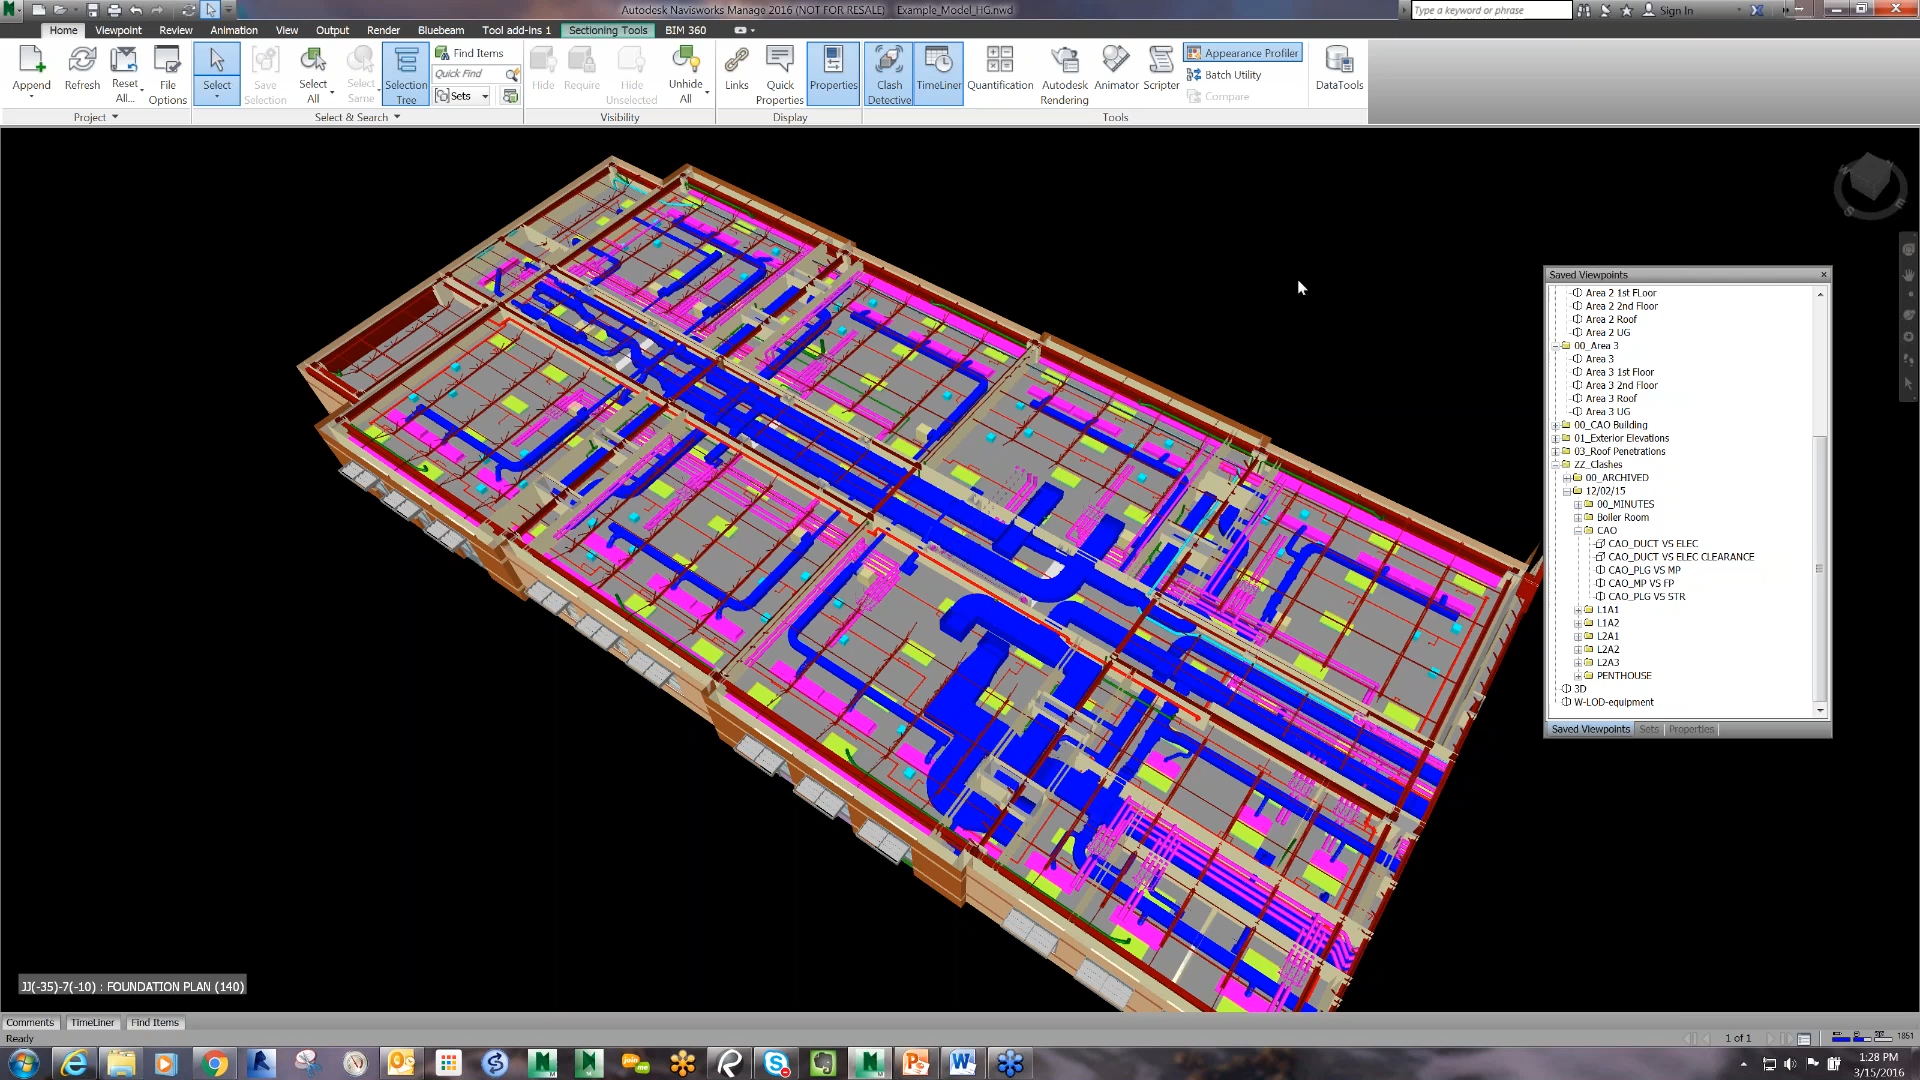 Autodesk Navisworks Manage 2016 (NOT FOR RESALE) Example_Model_HG.nwd
Type a keyword or phrase
Sign In
Home Viewpoint Review Animation View Output Render Bluebeam Tool add-ins 1 Sectioning Tools BIM 360
Append
Refresh
Reset All...
File Options
Project
Select
Save Selection
Select All
Select Same
Selection Tree
Find Items
Quick Find
Sets
Select & Search
Hide
Require
Hide Unselected
Unhide All
Visibility
Links
Quick Properties
Properties
Display
Clash Detective
TimeLiner
Quantification
Autodesk Rendering
Animator
Scripter
Appearance Profiler
Batch Utility
Compare
DataTools
Tools
Saved Viewpoints
Area 2 1st FLoor
Area 2 2nd Floor
Area 2 Roof
Area 2 UG
00_Area 3
Area 3
Area 3 1st Floor
Area 3 2nd Floor
Area 3 Roof
Area 3 UG
00_CAO Building
01_Exterior Elevations
03_Roof Penetrations
ZZ_Clashes
00_ARCHIVED
12/02/15
00_MINUTES
Boiler Room
CAO
CAO_DUCT VS ELEC
CAO_DUCT VS ELEC CLEARANCE
CAO_PLG VS MP
CAO_MP VS FP
CAO_PLG VS STR
L1A1
L1A2
L2A1
L2A2
L2A3
PENTHOUSE
3D
W-LOD-equipment
Saved Viewpoints Sets Properties
JJ(-35)-7(-10) : FOUNDATION PLAN (140)
Comments TimeLiner Find Items
Ready
1 of 1
1851
1:28 PM
3/15/2016